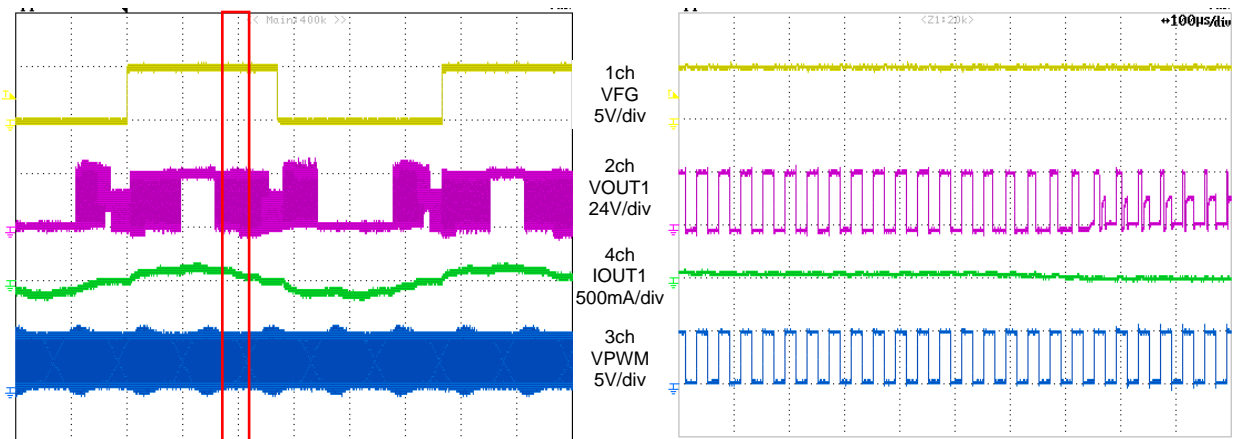 < Main:400k >>
<Z1:20k>
↔100µs/div
1ch
VFG
5V/div
2ch
VOUT1
24V/div
4ch
IOUT1
500mA/div
3ch
VPWM
5V/div